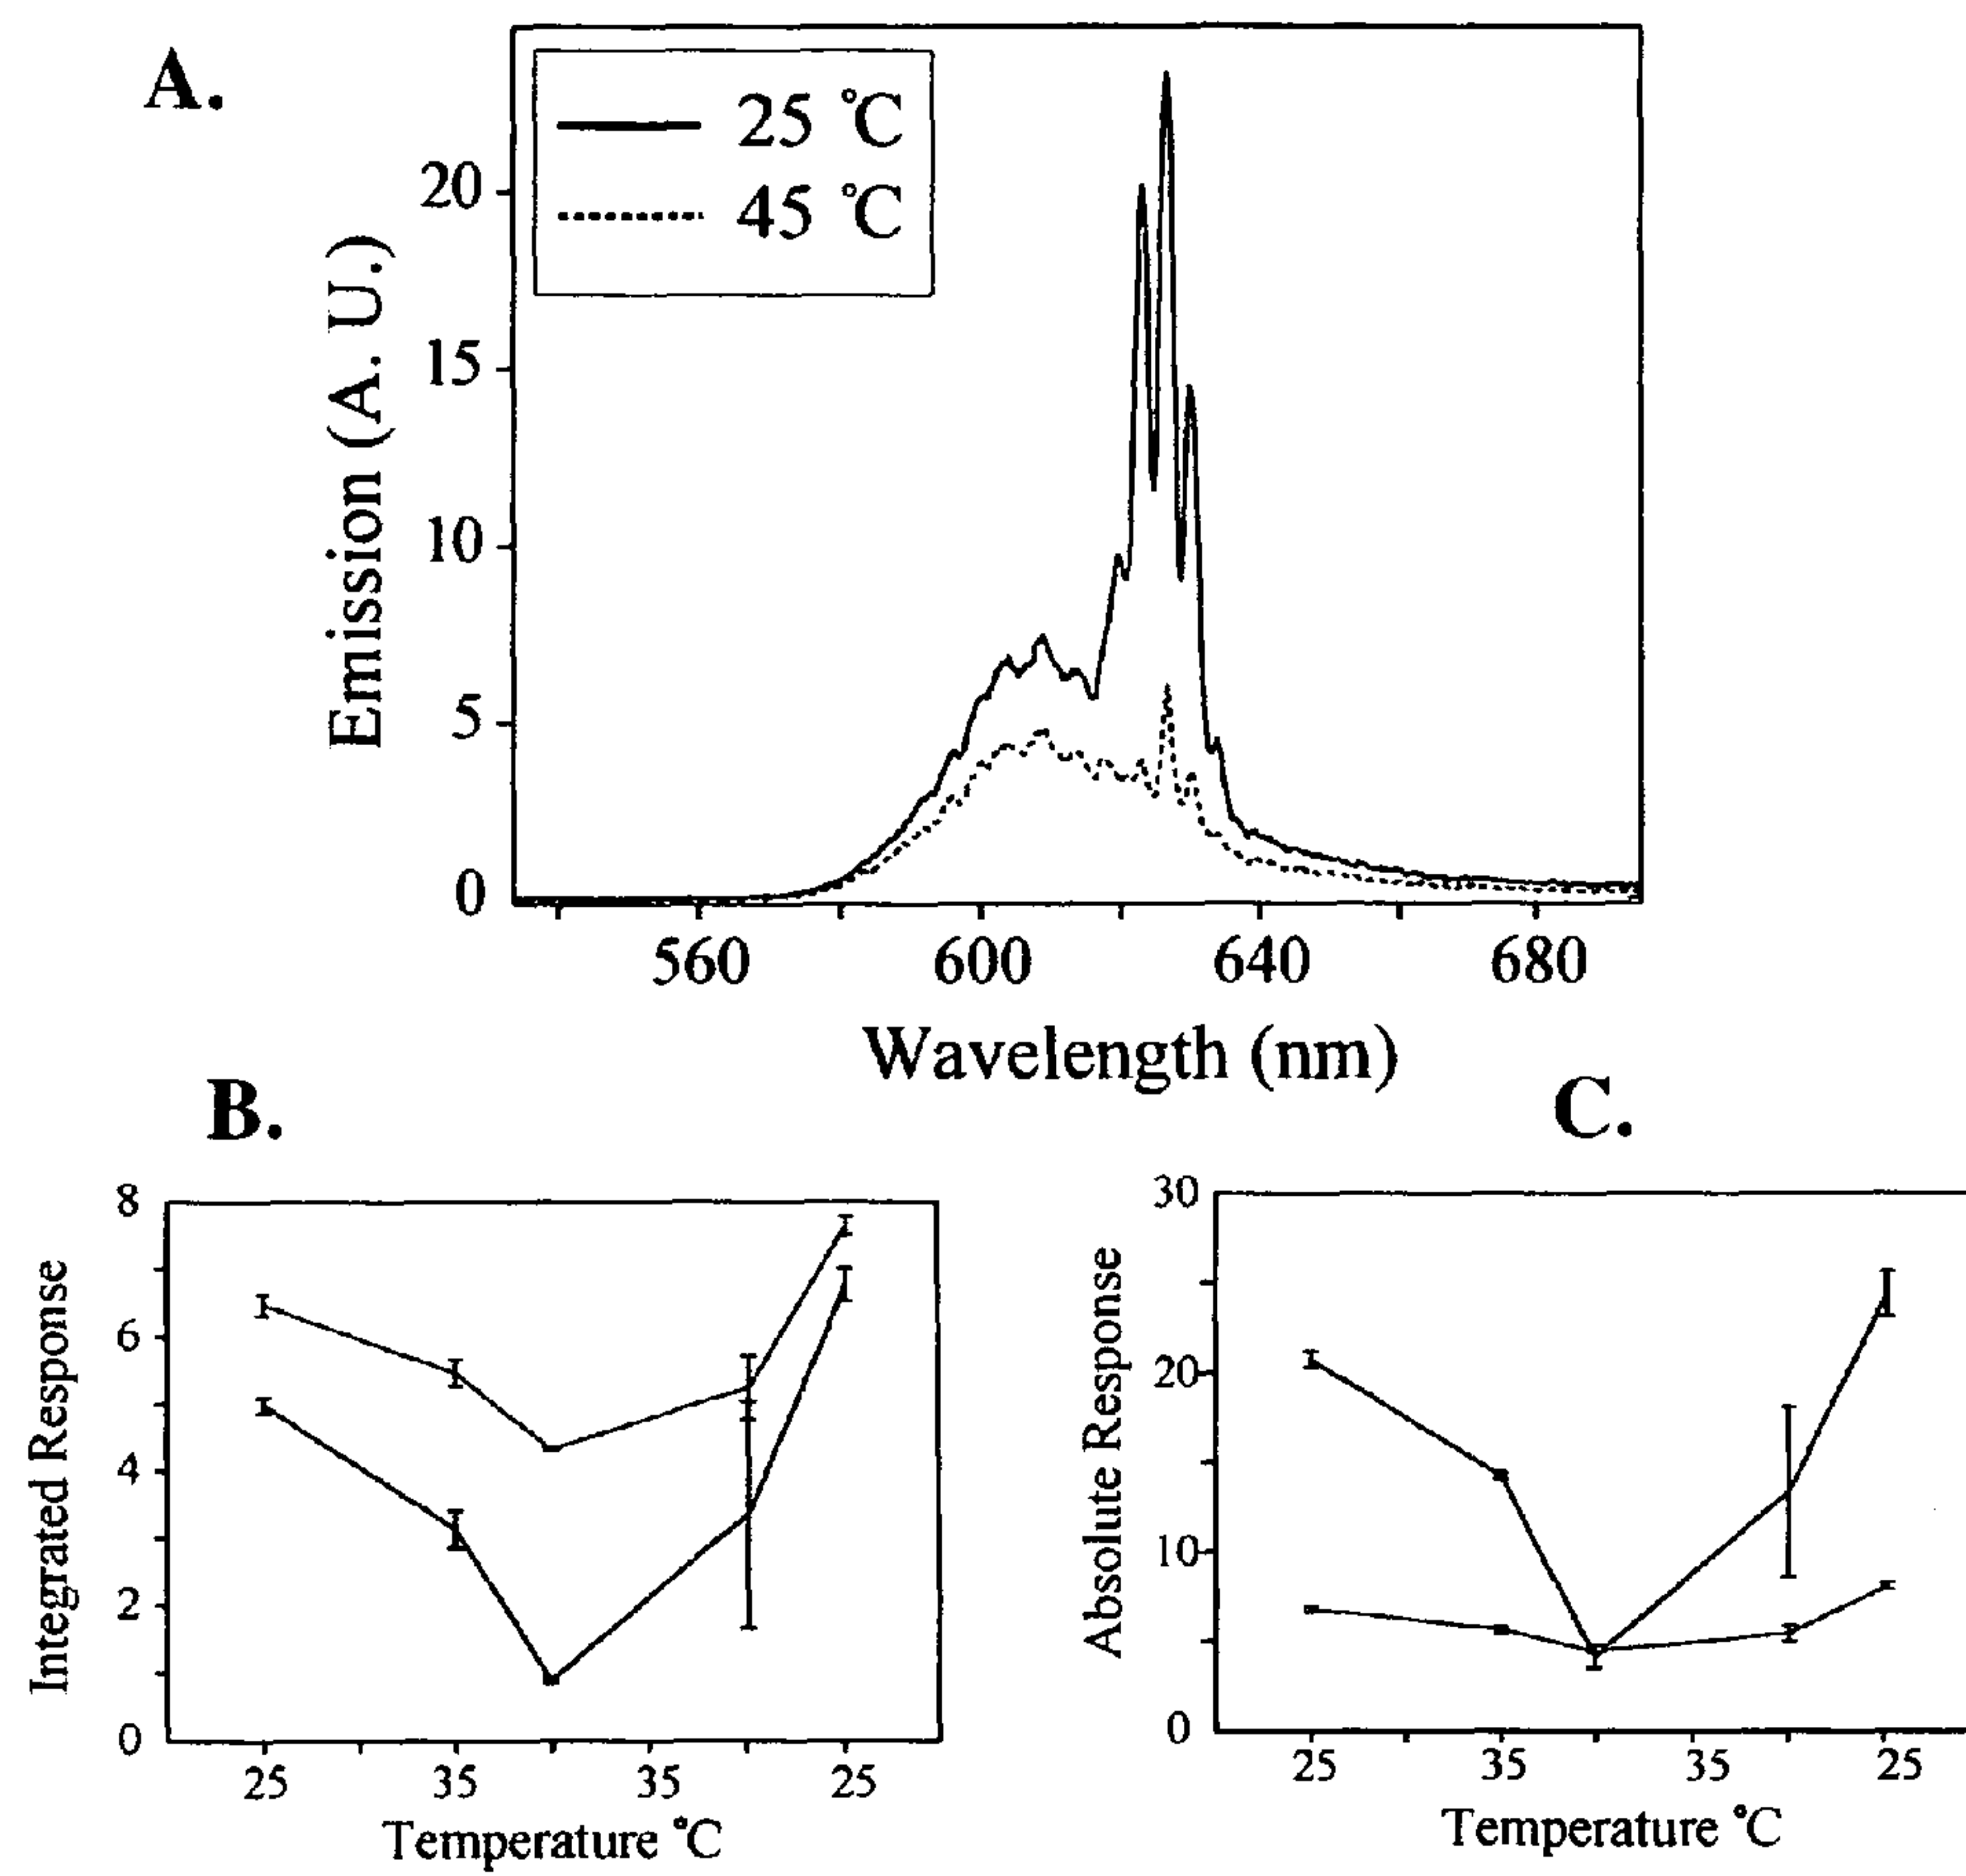 A.
25 °C
45 °C
Emission (A. U.)
20
15
10
5
0
560 600 640 680
Wavelength (nm)
B.
Integrated Response
8
6
4
2
0
25 35 35 25
Temperature °C
C.
Absolute Response
30
20
10
0
25 35 35 25
Temperature °C